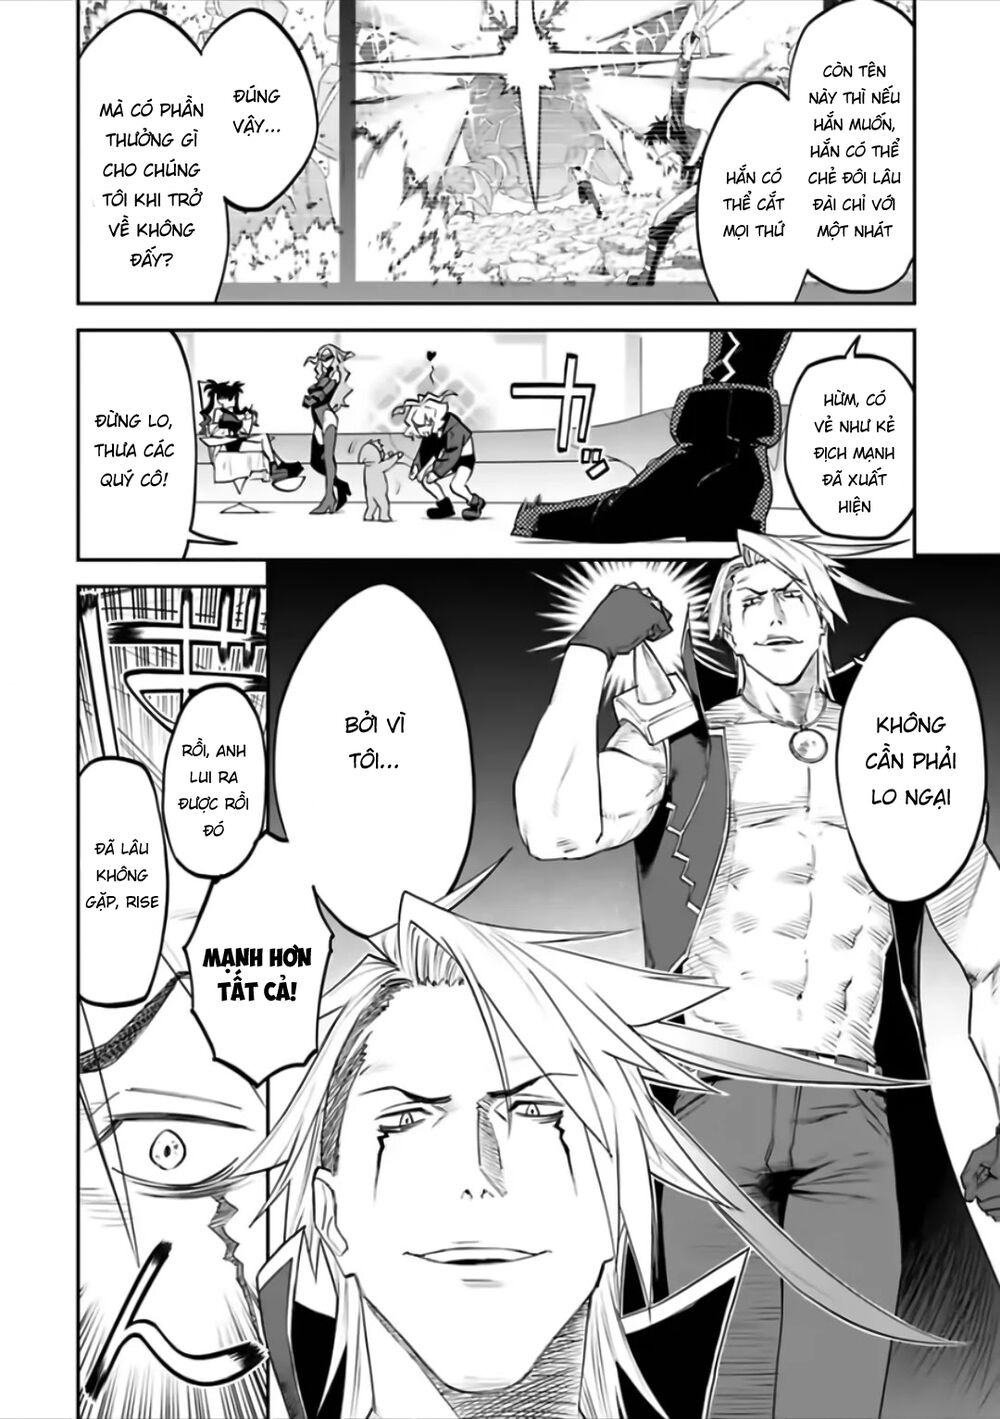 CÒN TÊN
NÀY THÌ NẾU
HẮN MUỐN,
HẮN CÓ THỂ
CHẺ ĐÔI LÂU
ĐÀI CHỈ VỚI
MỘT NHÁT
HẮN CÓ
THỂ CẮT
MỌI THỨ
ĐÚNG
VẬY...
MÀ CÓ PHẦN
THƯỞNG GÌ
CHO CHÚNG
TÔI KHI TRỞ
VỀ KHÔNG
ĐẤY?
HỪM, CÓ
VẺ NHƯ KẺ
ĐỊCH MẠNH
ĐÃ XUẤT
HIỆN
ガッ
ĐỪNG LO,
THƯA CÁC
QUÝ CÔ!
KHÔNG
CẦN PHẢI
LO NGẠI
BỞI VÌ
TÔI...
MẠNH HƠN
TẤT CẢ!
RỒI, ANH
LUI RA
ĐƯỢC RỒI
ĐÓ
ĐÃ LÂU
KHÔNG
GẶP, RISE